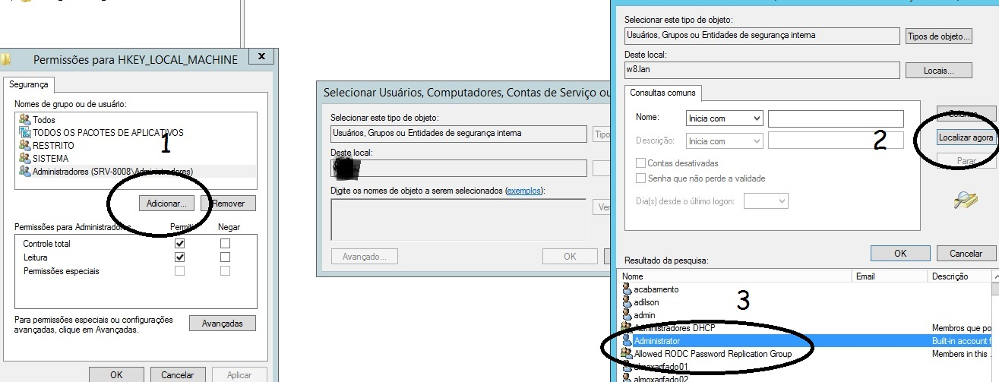 Permissões para HKEY_LOCAL_MACHINE
x
Segurança
Nomes de grupo ou de usuário:
Todos
TODOS OS PACOTES DE APLICATIVOS
RESTRITO
SISTEMA
Administradores (SRV-8008\Administradores)
1
Adicionar...
Remover
Permissões para Administradores
Permitir
Negar
Controle total
Leitura
Permissões especiais
Para permissões especiais ou configurações
avançadas, clique em Avançadas.
Avançadas
OK
Cancelar
Aplicar
Selecionar Usuários, Computadores, Contas de Serviço ou
Selecionar este tipo de objeto:
Usuários, Grupos ou Entidades de segurança interna
Tipo
Deste local:
Digite os nomes de objeto a serem selecionados (exemplos):
Ver
Avançado...
OK
Selecionar este tipo de objeto:
Usuários, Grupos ou Entidades de segurança interna
Tipos de objeto...
Deste local:
w8.lan
Locais...
Consultas comuns
Nome:
Inicia com
Descrição:
Inicia com
2
Contas desativadas
Senha que não perde a validade
Dia(s) desde o último logon:
Colunas...
Localizar agora
Parar
OK
Cancelar
Resultado da pesquisa:
Nome
Email
Descrição
acabamento
adilson
admin
3
Administradores DHCP
Membros que po
Administrator
Built-in account f
Allowed RODC Password Replication Group
Members in this .
almoxarifado01
almoxarifado02